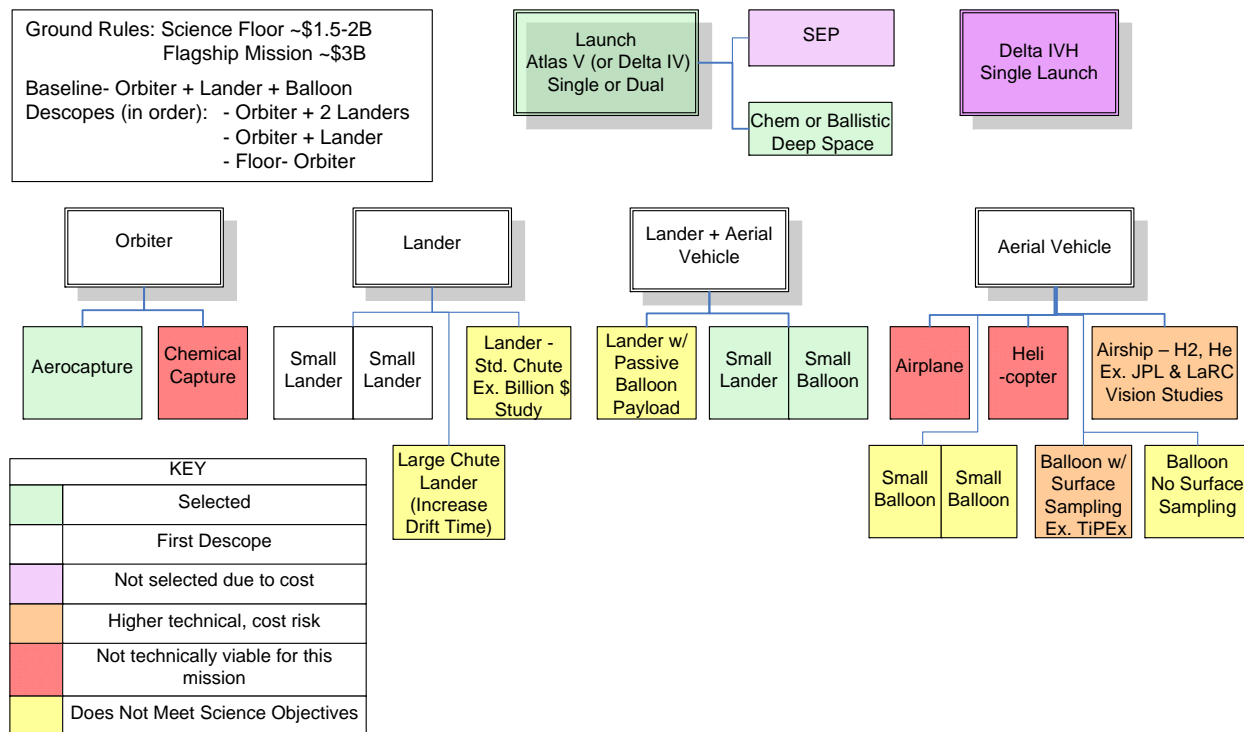 Ground Rules: Science Floor ~$1.5-2B
Flagship Mission ~$3B
Baseline- Orbiter + Lander + Balloon
Descopes (in order): - Orbiter + 2 Landers
- Orbiter + Lander
- Floor- Orbiter
Launch
Atlas V (or Delta IV)
Single or Dual
SEP
Chem or Ballistic
Deep Space
Delta IVH
Single Launch
Orbiter
Lander
Lander + Aerial
Vehicle
Aerial Vehicle
Aerocapture
Chemical
Capture
Small
Lander
Small
Lander
Lander -
Std. Chute
Ex. Billion $
Study
Large Chute
Lander
(Increase
Drift Time)
Lander w/
Passive
Balloon
Payload
Small
Lander
Small
Balloon
Airplane
Heli
-copter
Airship – H2, He
Ex. JPL & LaRC
Vision Studies
Small
Balloon
Small
Balloon
Balloon w/
Surface
Sampling
Ex. TiPEx
Balloon
No Surface
Sampling
KEY
Selected
First Descope
Not selected due to cost
Higher technical, cost risk
Not technically viable for this
mission
Does Not Meet Science Objectives